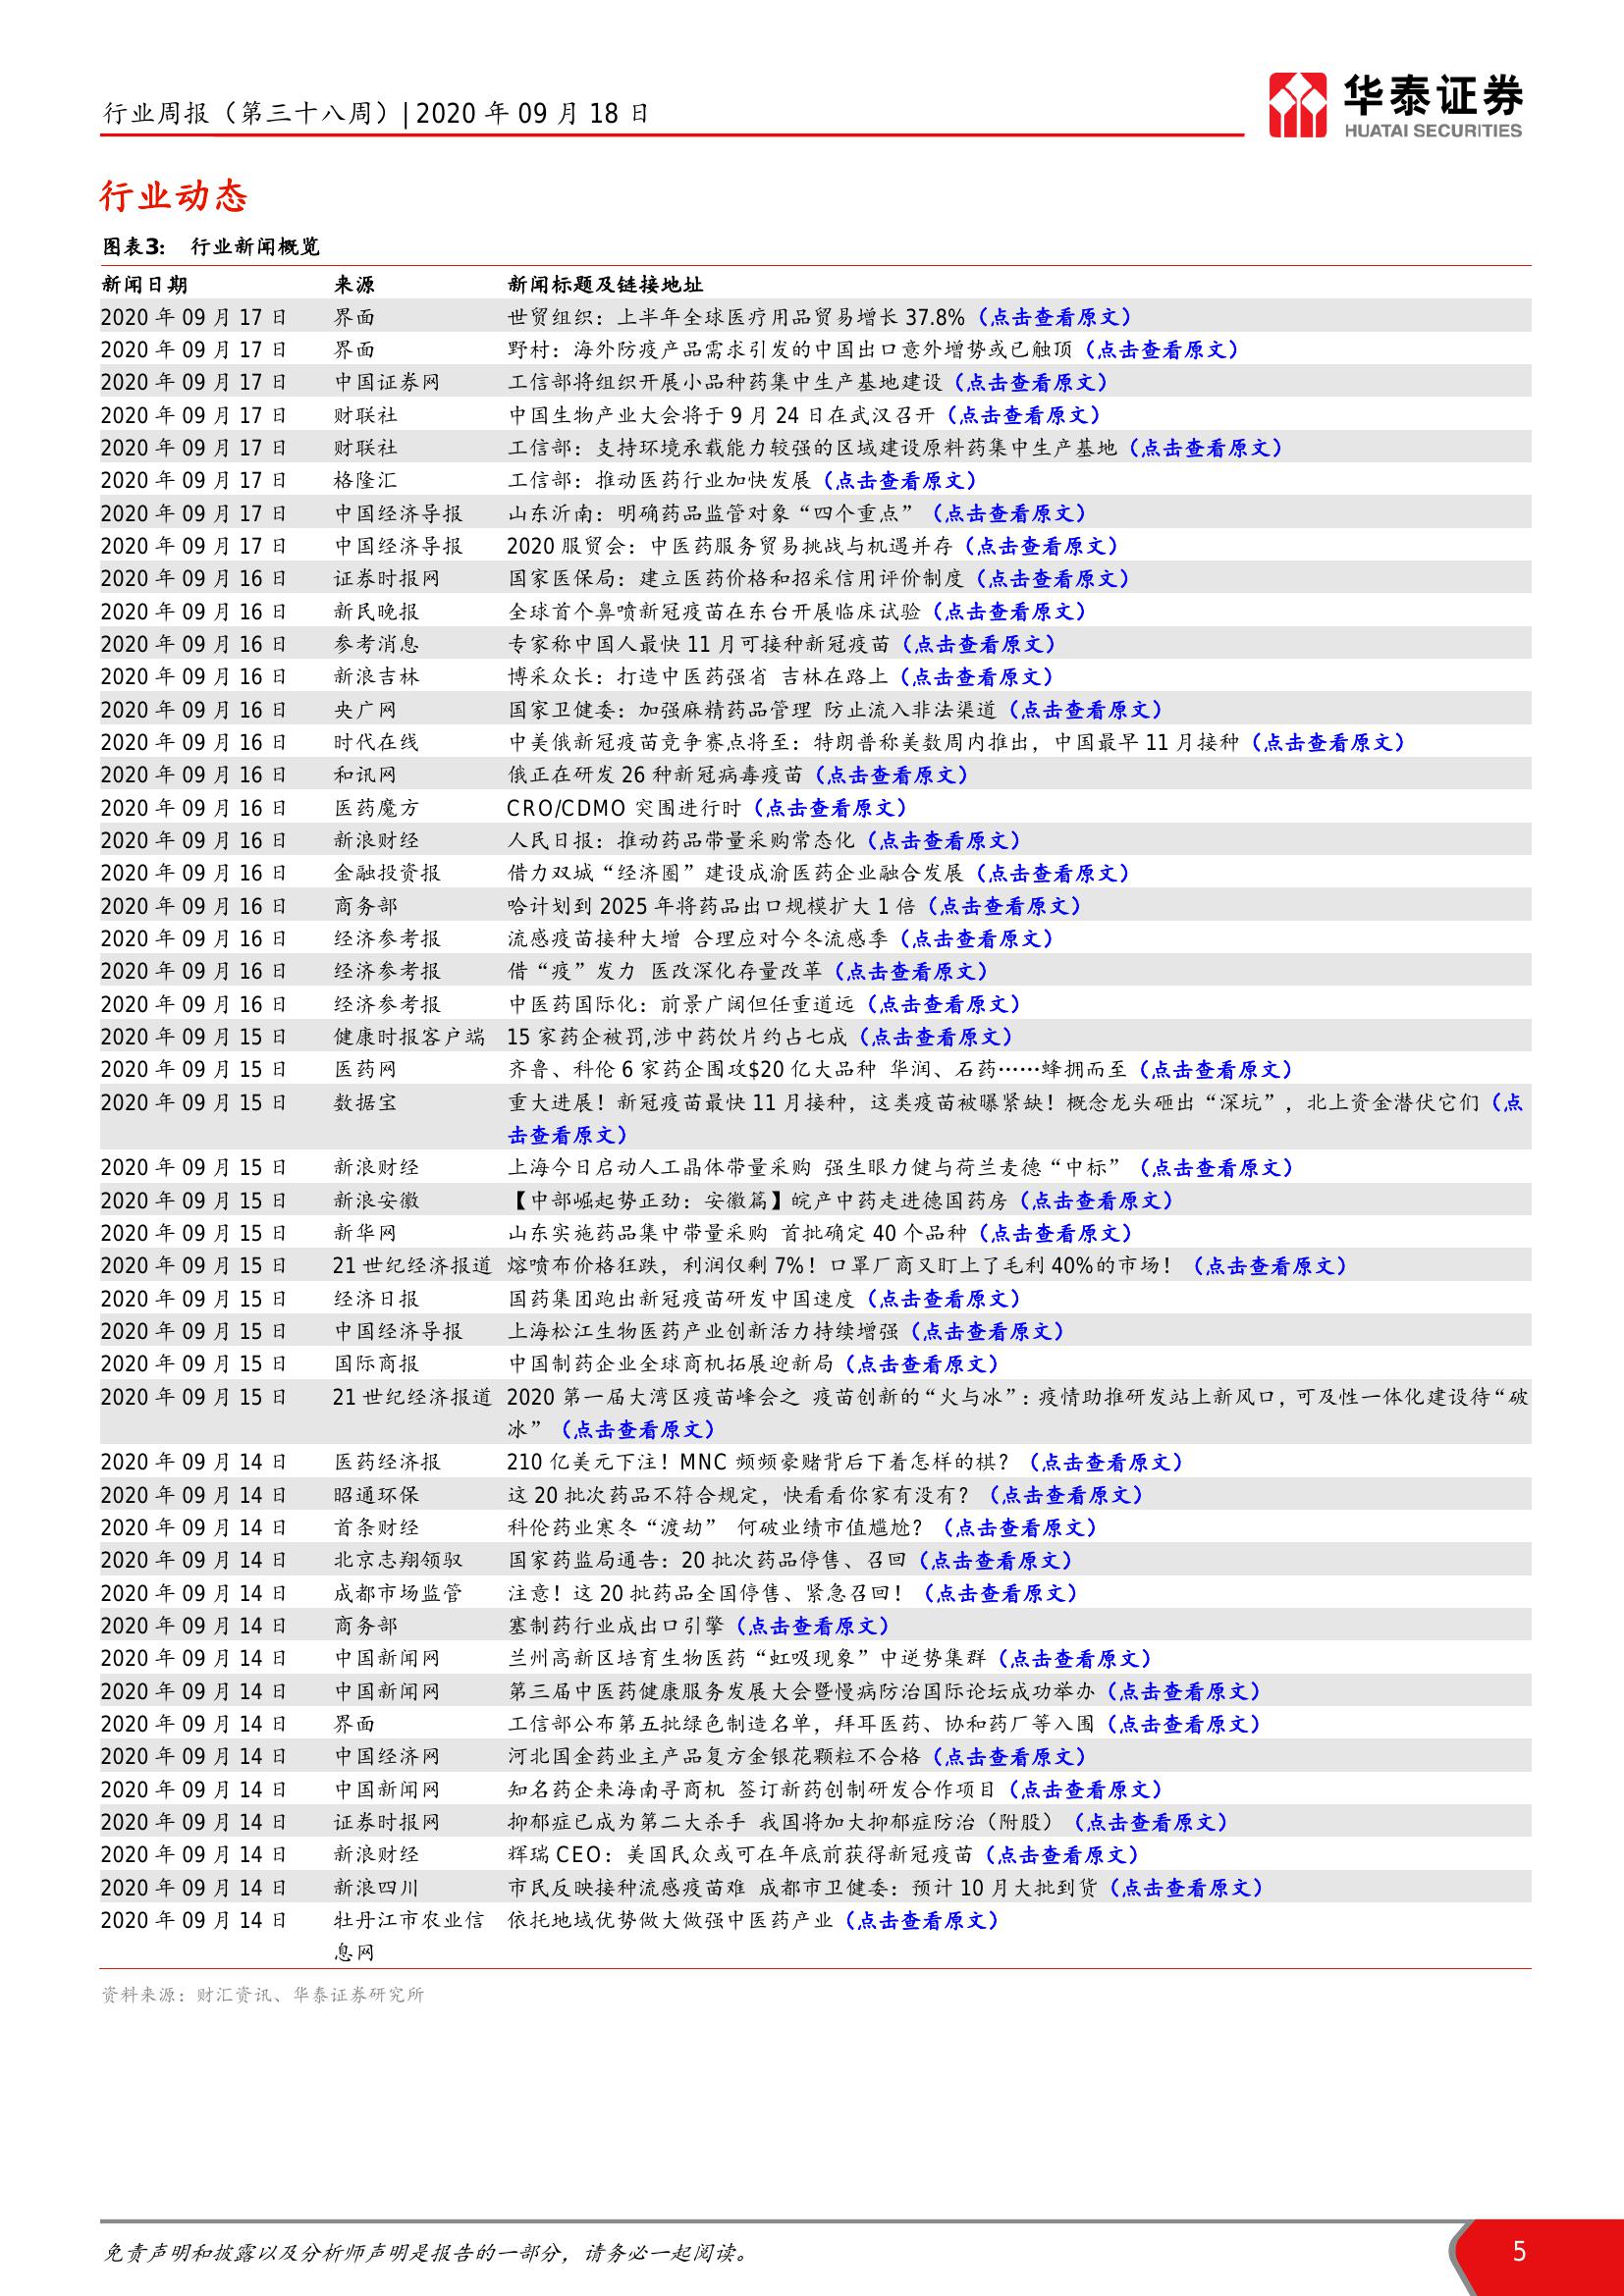 行业周报（第三十八周）| 2020 年 09 月 18 日
华泰证券
HUATAI SECURITIES
行业动态
图表3: 行业新闻概览
新闻日期 来源 新闻标题及链接地址
2020 年 09 月 17 日 界面 世贸组织：上半年全球医疗用品贸易增长 37.8%（点击查看原文）
2020 年 09 月 17 日 界面 野村：海外防疫产品需求引发的中国出口意外增势或已触顶（点击查看原文）
2020 年 09 月 17 日 中国证券网 工信部将组织开展小品种药集中生产基地建设（点击查看原文）
2020 年 09 月 17 日 财联社 中国生物产业大会将于 9 月 24 日在武汉召开（点击查看原文）
2020 年 09 月 17 日 财联社 工信部：支持环境承载能力较强的区域建设原料药集中生产基地（点击查看原文）
2020 年 09 月 17 日 格隆汇 工信部：推动医药行业加快发展（点击查看原文）
2020 年 09 月 17 日 中国经济导报 山东沂南：明确药品监管对象“四个重点”（点击查看原文）
2020 年 09 月 17 日 中国经济导报 2020 服贸会：中医药服务贸易挑战与机遇并存（点击查看原文）
2020 年 09 月 16 日 证券时报网 国家医保局：建立医药价格和招采信用评价制度（点击查看原文）
2020 年 09 月 16 日 新民晚报 全球首个鼻喷新冠疫苗在东台开展临床试验（点击查看原文）
2020 年 09 月 16 日 参考消息 专家称中国人最快 11 月可接种新冠疫苗（点击查看原文）
2020 年 09 月 16 日 新浪吉林 博采众长：打造中医药强省 吉林在路上（点击查看原文）
2020 年 09 月 16 日 央广网 国家卫健委：加强麻精药品管理 防止流入非法渠道（点击查看原文）
2020 年 09 月 16 日 时代在线 中美俄新冠疫苗竞争赛点将至：特朗普称美数周内推出，中国最早 11 月接种（点击查看原文）
2020 年 09 月 16 日 和讯网 俄正在研发 26 种新冠病毒疫苗（点击查看原文）
2020 年 09 月 16 日 医药魔方 CRO/CDMO 突围进行时（点击查看原文）
2020 年 09 月 16 日 新浪财经 人民日报：推动药品带量采购常态化（点击查看原文）
2020 年 09 月 16 日 金融投资报 借力双城“经济圈”建设成渝医药企业融合发展（点击查看原文）
2020 年 09 月 16 日 商务部 哈计划到 2025 年将药品出口规模扩大 1 倍（点击查看原文）
2020 年 09 月 16 日 经济参考报 流感疫苗接种大增 合理应对今冬流感季（点击查看原文）
2020 年 09 月 16 日 经济参考报 借“疫”发力 医改深化存量改革（点击查看原文）
2020 年 09 月 16 日 经济参考报 中医药国际化：前景广阔但任重道远（点击查看原文）
2020 年 09 月 15 日 健康时报客户端 15 家药企被罚,涉中药饮片约占七成（点击查看原文）
2020 年 09 月 15 日 医药网 齐鲁、科伦 6 家药企围攻$20 亿大品种 华润、石药……蜂拥而至（点击查看原文）
2020 年 09 月 15 日 数据宝 重大进展！新冠疫苗最快 11 月接种，这类疫苗被曝紧缺！概念龙头砸出“深坑”，北上资金潜伏它们（点
击查看原文）
2020 年 09 月 15 日 新浪财经 上海今日启动人工晶体带量采购 强生眼力健与荷兰麦德“中标”（点击查看原文）
2020 年 09 月 15 日 新浪安徽 【中部崛起势正劲：安徽篇】皖产中药走进德国药房（点击查看原文）
2020 年 09 月 15 日 新华网 山东实施药品集中带量采购 首批确定 40 个品种（点击查看原文）
2020 年 09 月 15 日 21 世纪经济报道 熔喷布价格狂跌，利润仅剩 7%！口罩厂商又盯上了毛利 40%的市场！（点击查看原文）
2020 年 09 月 15 日 经济日报 国药集团跑出新冠疫苗研发中国速度（点击查看原文）
2020 年 09 月 15 日 中国经济导报 上海松江生物医药产业创新活力持续增强（点击查看原文）
2020 年 09 月 15 日 国际商报 中国制药企业全球商机拓展迎新局（点击查看原文）
2020 年 09 月 15 日 21 世纪经济报道 2020 第一届大湾区疫苗峰会之 疫苗创新的“火与冰”：疫情助推研发站上新风口，可及性一体化建设待“破
冰”（点击查看原文）
2020 年 09 月 14 日 医药经济报 210 亿美元下注！MNC 频频豪赌背后下着怎样的棋？（点击查看原文）
2020 年 09 月 14 日 昭通环保 这 20 批次药品不符合规定，快看看你家有没有？（点击查看原文）
2020 年 09 月 14 日 首条财经 科伦药业寒冬“渡劫” 何破业绩市值尴尬？（点击查看原文）
2020 年 09 月 14 日 北京志翔领驭 国家药监局通告：20 批次药品停售、召回（点击查看原文）
2020 年 09 月 14 日 成都市场监管 注意！这 20 批药品全国停售、紧急召回！（点击查看原文）
2020 年 09 月 14 日 商务部 塞制药行业成出口引擎（点击查看原文）
2020 年 09 月 14 日 中国新闻网 兰州高新区培育生物医药“虹吸现象”中逆势集群（点击查看原文）
2020 年 09 月 14 日 中国新闻网 第三届中医药健康服务发展大会暨慢病防治国际论坛成功举办（点击查看原文）
2020 年 09 月 14 日 界面 工信部公布第五批绿色制造名单，拜耳医药、协和药厂等入围（点击查看原文）
2020 年 09 月 14 日 中国经济网 河北国金药业主产品复方金银花颗粒不合格（点击查看原文）
2020 年 09 月 14 日 中国新闻网 知名药企来海南寻商机 签订新药创制研发合作项目（点击查看原文）
2020 年 09 月 14 日 证券时报网 抑郁症已成为第二大杀手 我国将加大抑郁症防治（附股）（点击查看原文）
2020 年 09 月 14 日 新浪财经 辉瑞 CEO：美国民众或可在年底前获得新冠疫苗（点击查看原文）
2020 年 09 月 14 日 新浪四川 市民反映接种流感疫苗难 成都市卫健委：预计 10 月大批到货（点击查看原文）
2020 年 09 月 14 日 牡丹江市农业信 依托地域优势做大做强中医药产业（点击查看原文）
息网
资料来源：财汇资讯、华泰证券研究所
免责声明和披露以及分析师声明是报告的一部分，请务必一起阅读。
5